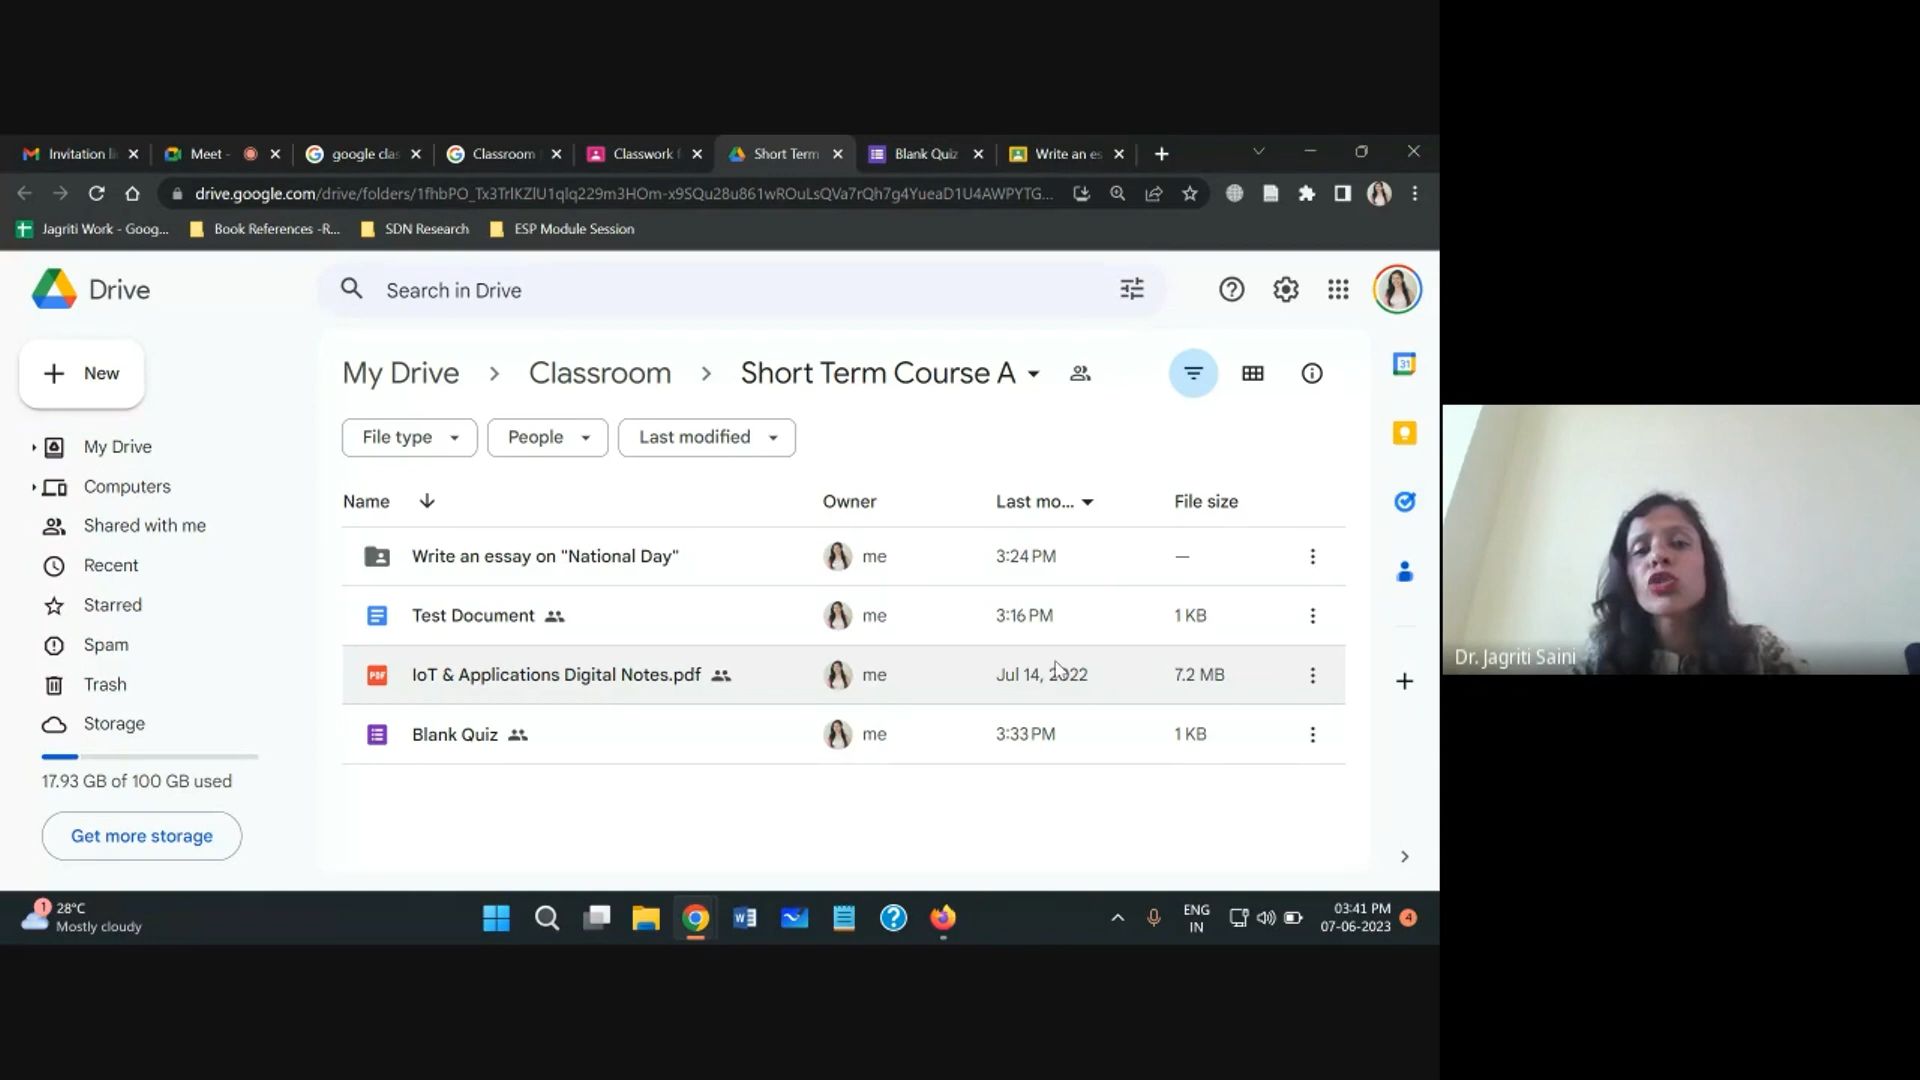 Invitation li
Meet -
google clas
Classroom
Classwork f
Short Term
Blank Quiz
Write an es
drive.google.com/drive/folders/1fhbPO_Tx3TrlKZlU1qlq229m3HOm-x9SQu28u861wROuLsQVa7rQh7g4YueaD1U4AWPYTG...
Jagriti Work - Goog...
Book References -R...
SDN Research
ESP Module Session
Drive
Search in Drive
New
My Drive > Classroom > Short Term Course A
31
File type
People
Last modified
My Drive
Computers
Shared with me
Recent
Starred
Spam
Trash
Storage
17.93 GB of 100 GB used
Get more storage
Name Owner Last mo... File size
Write an essay on "National Day" me 3:24 PM —
Test Document me 3:16 PM 1 KB
PDF IoT & Applications Digital Notes.pdf me Jul 14, 2022 7.2 MB
Blank Quiz me 3:33 PM 1 KB
Dr. Jagriti Saini
1
28°C
Mostly cloudy
ENG
IN
03:41 PM
07-06-2023
4